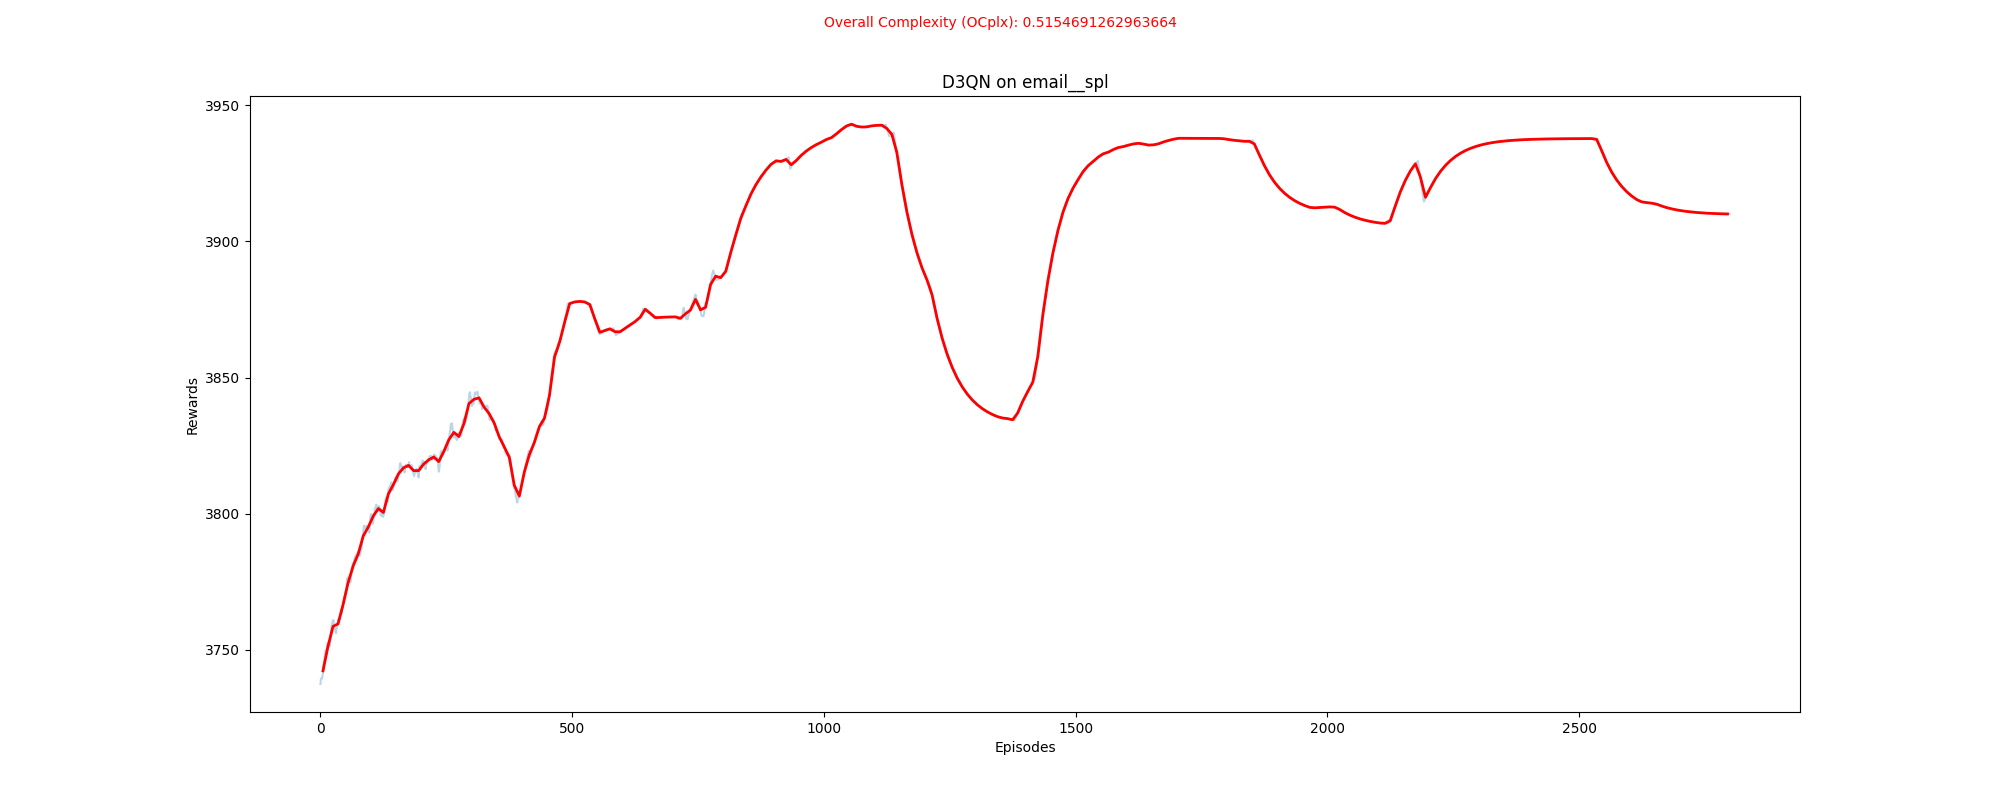 Overall Complexity (OCplx): 0.5154691262963664
D3QN on email__spl
3950
3900
3850
3800
3750
Rewards
0 500 1000 1500 2000 2500
Episodes